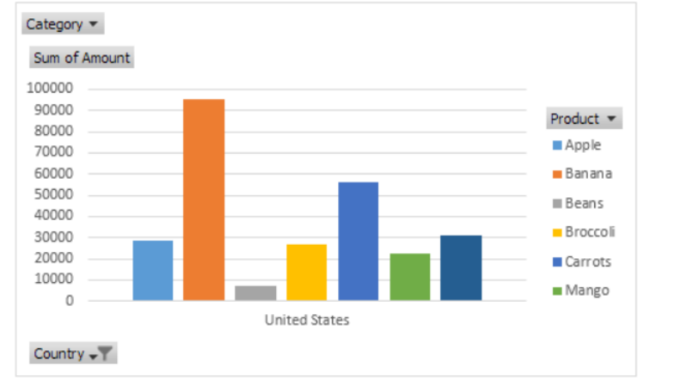 Category
Sum of Amount
100000
90000
80000
70000
60000
50000
40000
30000
20000
10000
0
United States
Product
Apple
Banana
Beans
Broccoli
Carrots
Mango
Country